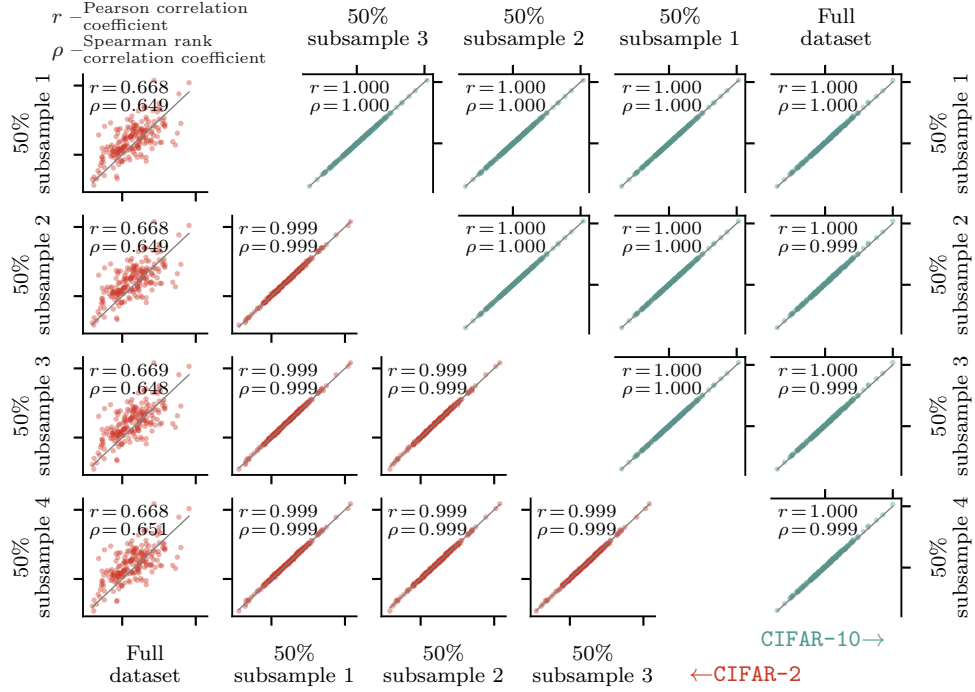 r – Pearson correlation
coefficient
ρ – Spearman rank
correlation coefficient
50%
subsample 3
50%
subsample 2
50%
subsample 1
Full
dataset
50%
subsample 1
r = 0.668
ρ = 0.649
r = 1.000
ρ = 1.000
r = 1.000
ρ = 1.000
r = 1.000
ρ = 1.000
r = 1.000
ρ = 1.000
50%
subsample 1
50%
subsample 2
r = 0.668
ρ = 0.649
r = 0.999
ρ = 0.999
r = 1.000
ρ = 1.000
r = 1.000
ρ = 1.000
r = 1.000
ρ = 0.999
50%
subsample 2
50%
subsample 3
r = 0.669
ρ = 0.648
r = 0.999
ρ = 0.999
r = 0.999
ρ = 0.999
r = 1.000
ρ = 1.000
r = 1.000
ρ = 0.999
50%
subsample 3
50%
subsample 4
r = 0.668
ρ = 0.651
r = 0.999
ρ = 0.999
r = 0.999
ρ = 0.999
r = 0.999
ρ = 0.999
r = 1.000
ρ = 0.999
50%
subsample 4
CIFAR-10→
Full
dataset
50%
subsample 1
50%
subsample 2
50%
subsample 3
←CIFAR-2